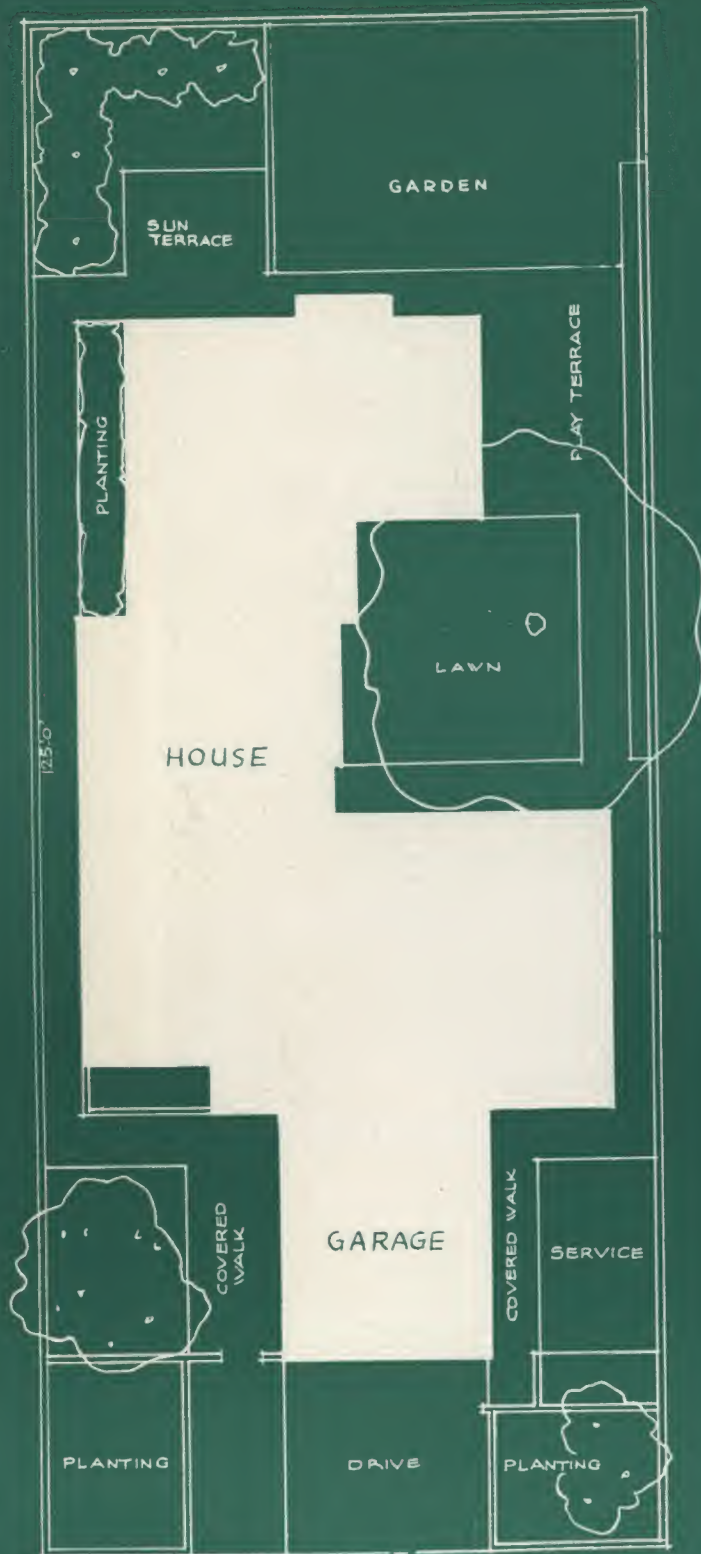 GARDEN
SUN
TERRACE
PLAY TERRACE
PLANTING
LAWN
125'-0"
HOUSE
COVERED
WALK
GARAGE
COVERED WALK
SERVICE
PLANTING
DRIVE
PLANTING